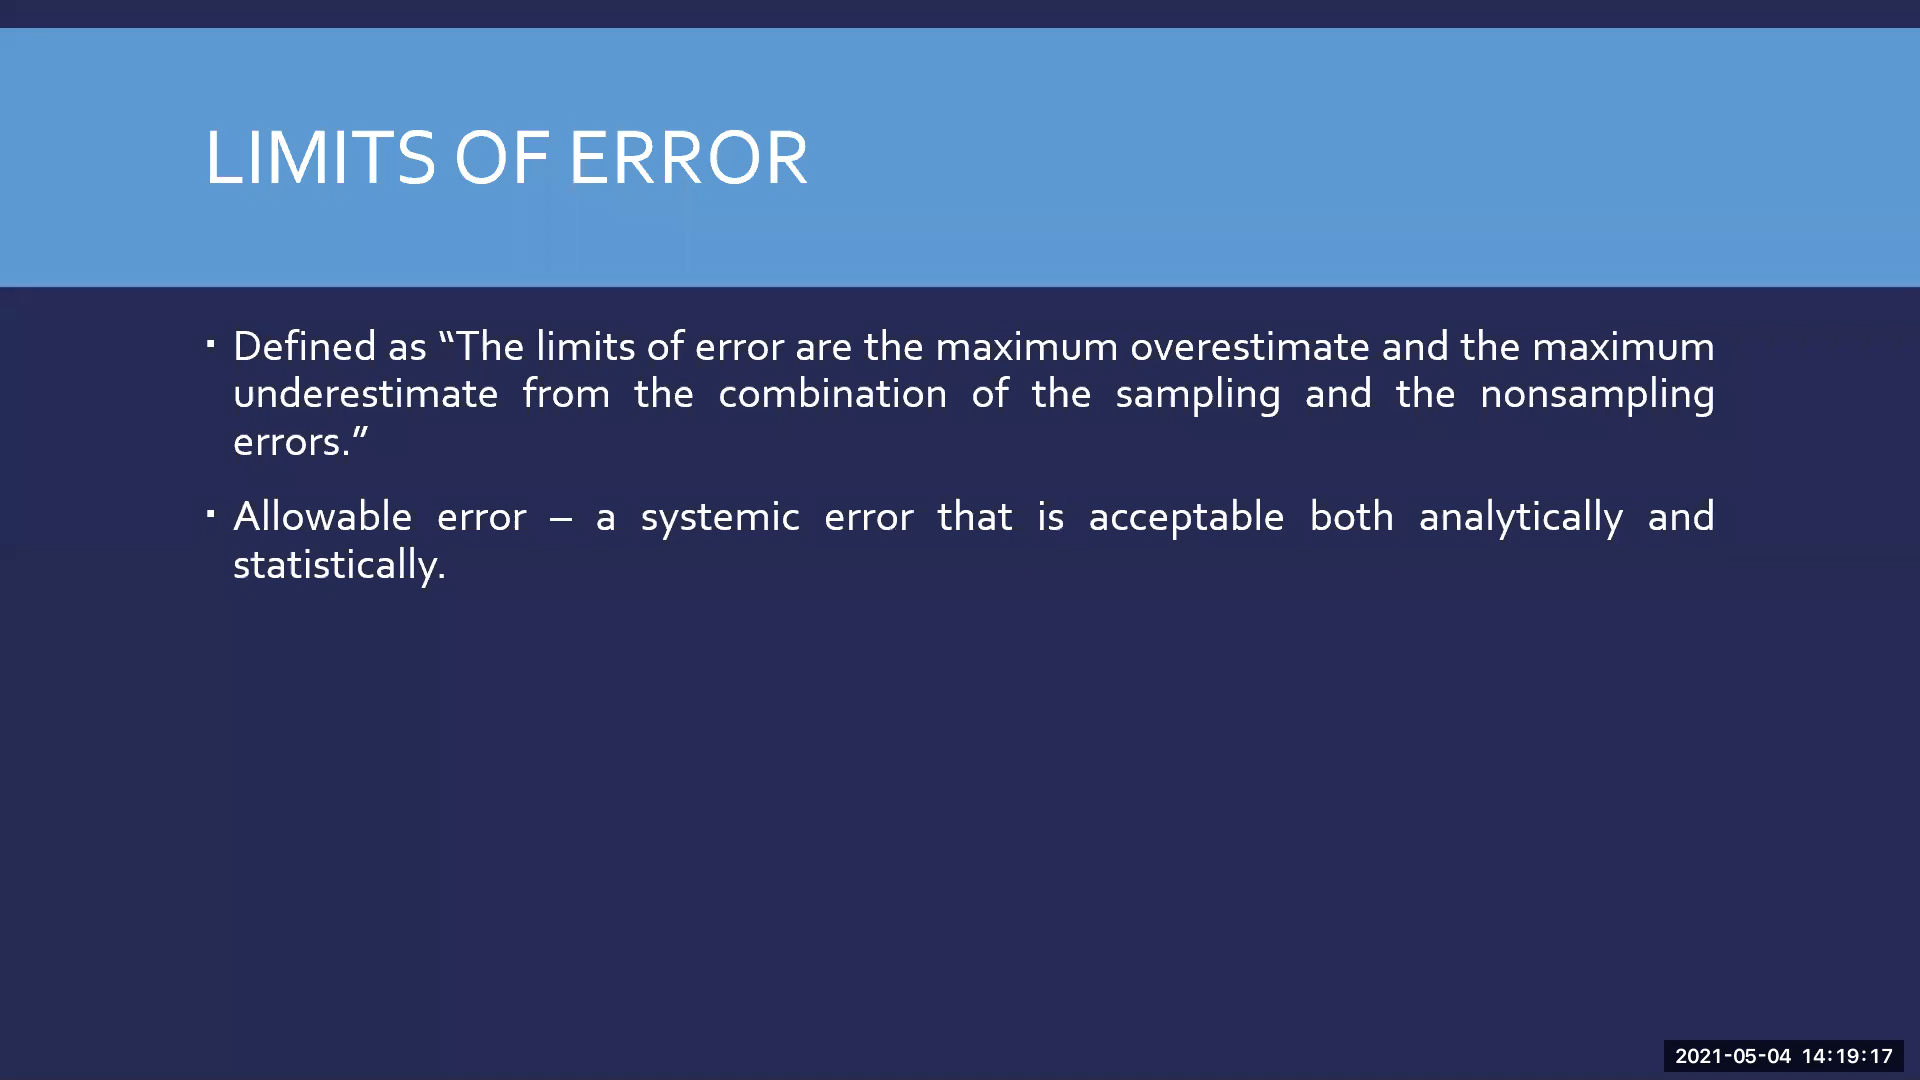 LIMITS OF ERROR
▪ Defined as “The limits of error are the maximum overestimate and the maximum
underestimate from the combination of the sampling and the nonsampling
errors.”
▪ Allowable error – a systemic error that is acceptable both analytically and
statistically.
2021-05-04 14:19:17